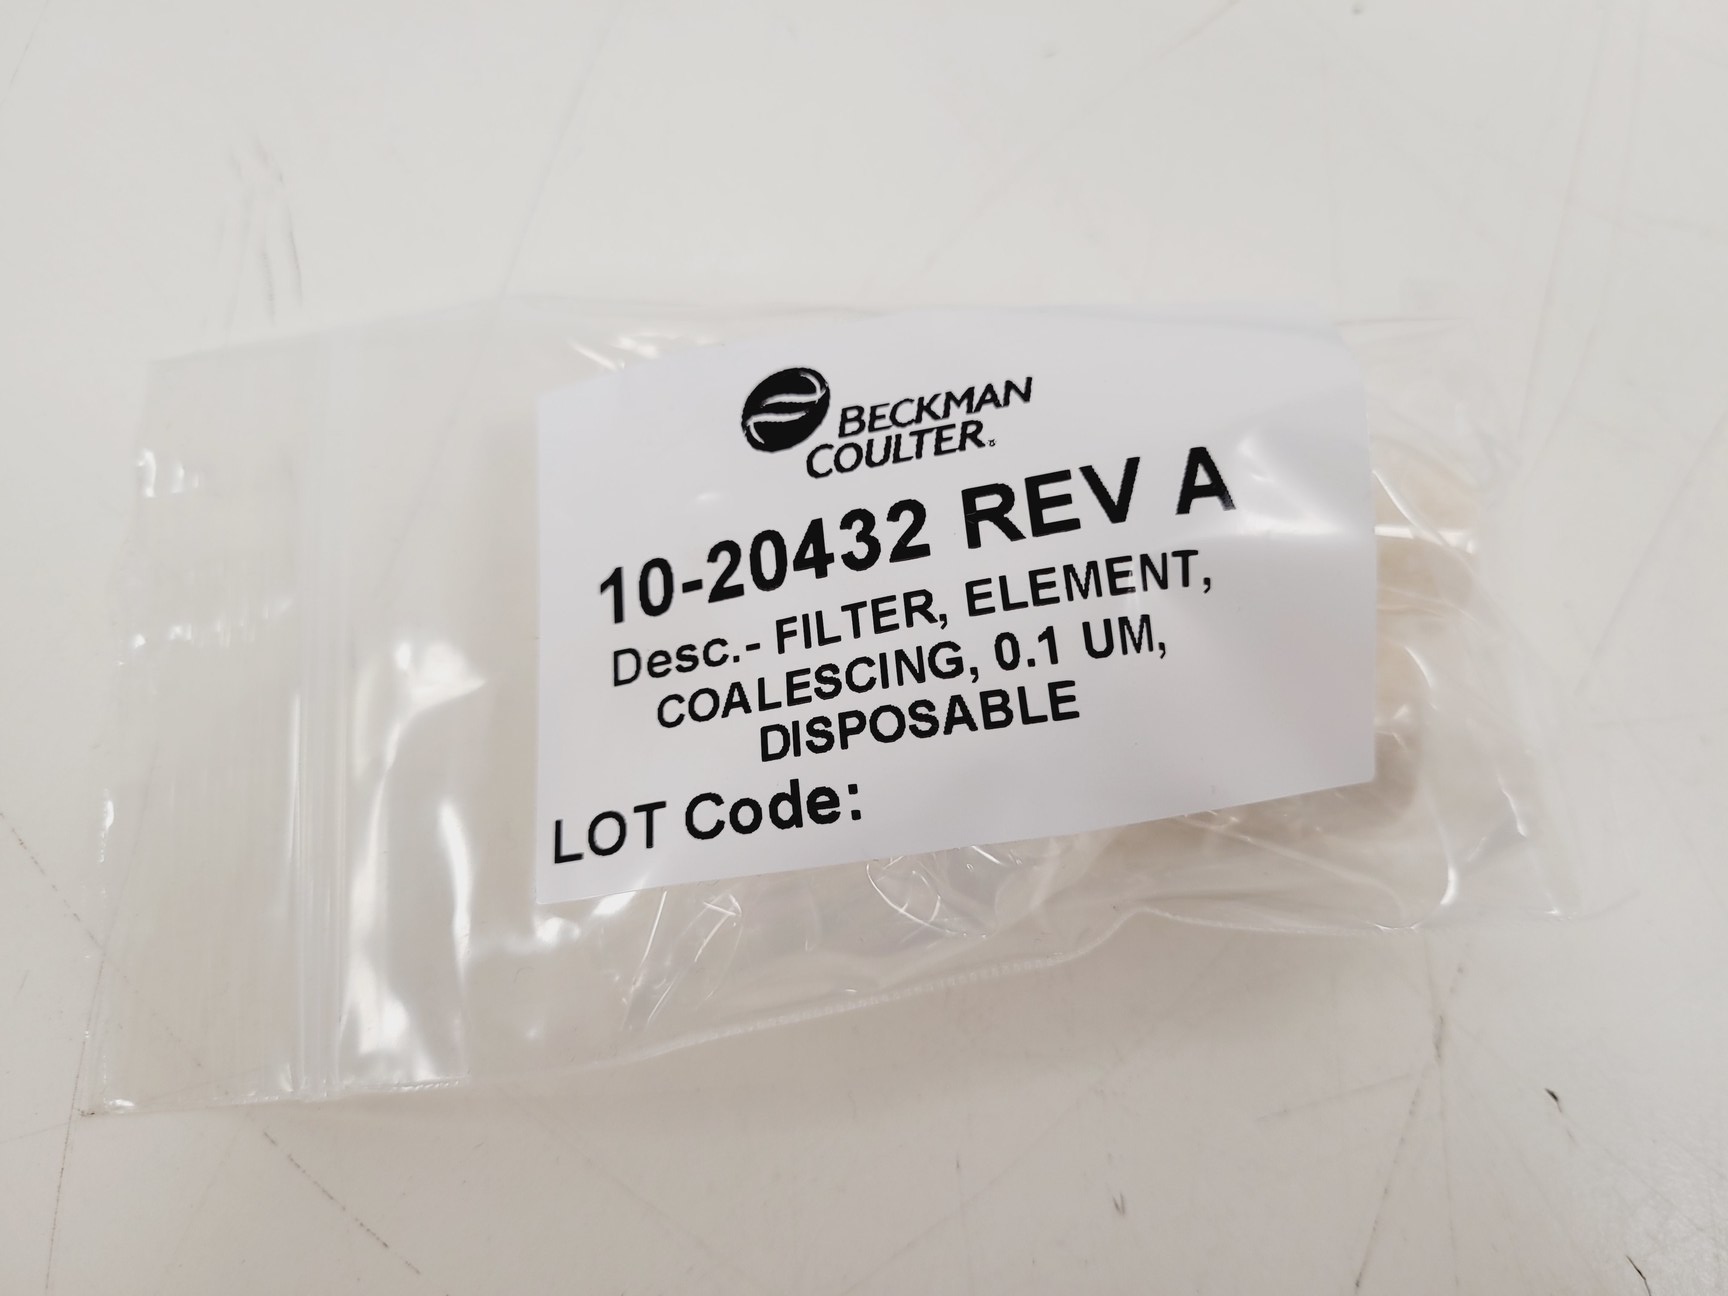 BECKMAN
COULTER®
10-20432 REV A
Desc.- FILTER, ELEMENT,
COALESCING, 0.1 UM,
DISPOSABLE
LOT Code: